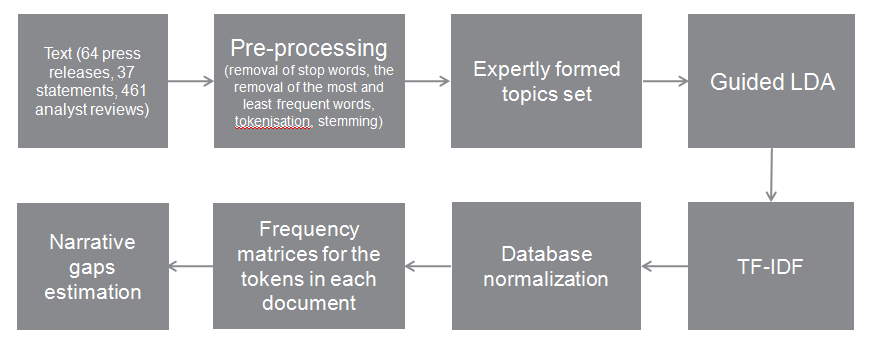 Text (64 press
releases, 37
statements, 461
analyst reviews)
Pre-processing
(removal of stop words, the
removal of the most and
least frequent words,
tokenisation, stemming)
Expertly formed
topics set
Guided LDA
TF-IDF
Database
normalization
Frequency
matrices for the
tokens in each
document
Narrative
gaps
estimation